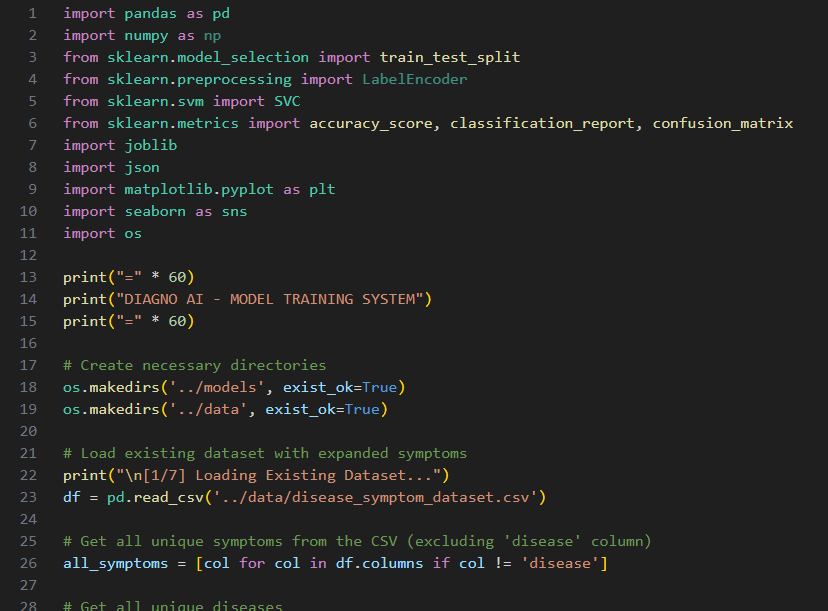 1 import pandas as pd
2 import numpy as np
3 from sklearn.model_selection import train_test_split
4 from sklearn.preprocessing import LabelEncoder
5 from sklearn.svm import SVC
6 from sklearn.metrics import accuracy_score, classification_report, confusion_matrix
7 import joblib
8 import json
9 import matplotlib.pyplot as plt
10 import seaborn as sns
11 import os
12
13 print("=" * 60)
14 print("DIAGNO AI - MODEL TRAINING SYSTEM")
15 print("=" * 60)
16
17 # Create necessary directories
18 os.makedirs('../models', exist_ok=True)
19 os.makedirs('../data', exist_ok=True)
20
21 # Load existing dataset with expanded symptoms
22 print("\n[1/7] Loading Existing Dataset...")
23 df = pd.read_csv('../data/disease_symptom_dataset.csv')
24
25 # Get all unique symptoms from the CSV (excluding 'disease' column)
26 all_symptoms = [col for col in df.columns if col != 'disease']
27
28 # Get all unique diseases